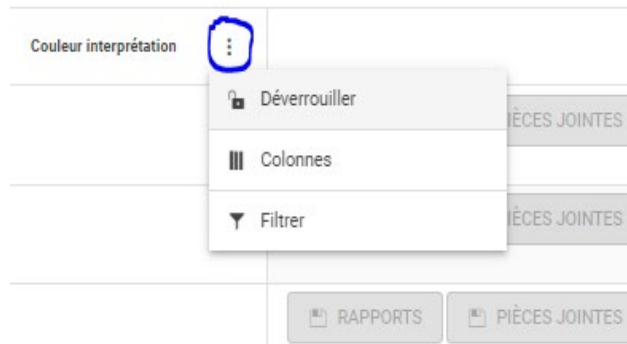 Couleur interprétation
Déverrouiller
IÈCES JOINTES
Colonnes
IÈCES JOINTES
Filtrer
RAPPORTS PIÈCES JOINTES